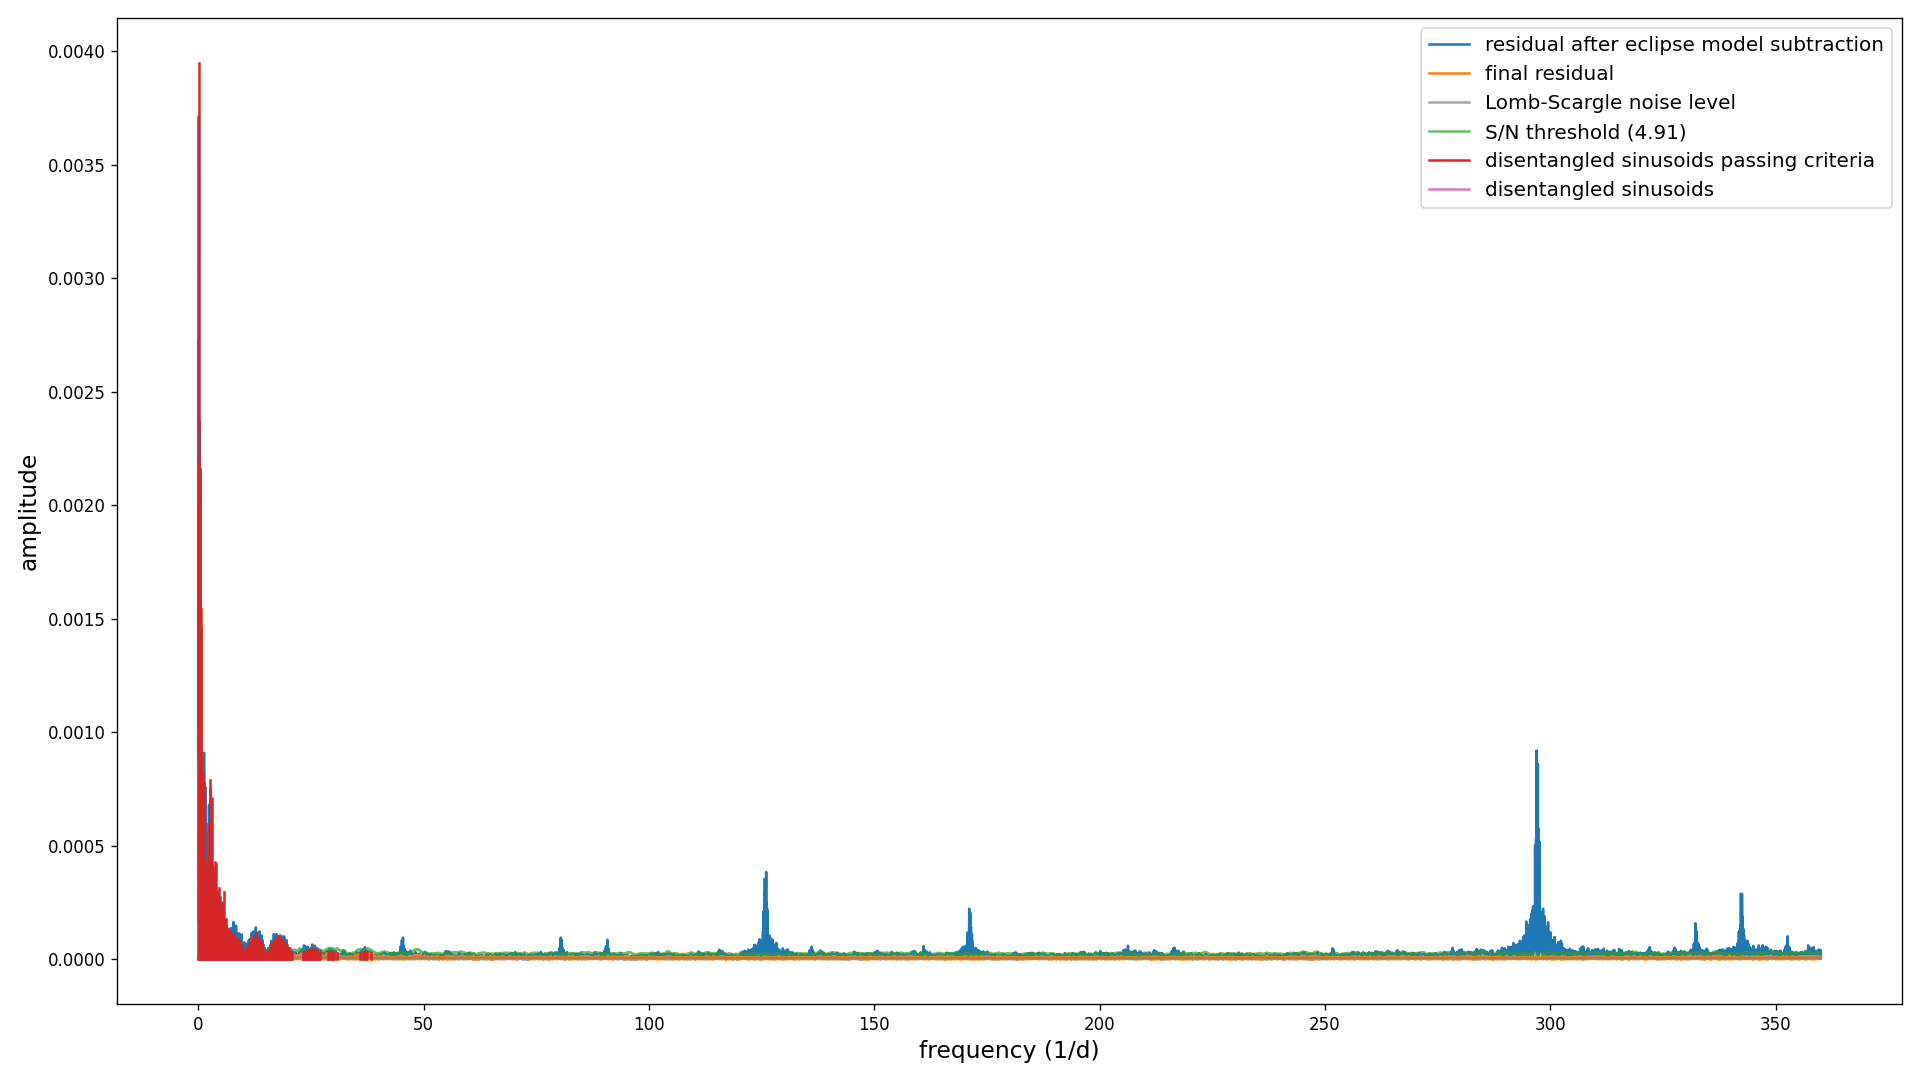 0.0040
0.0035
0.0030
0.0025
0.0020
0.0015
0.0010
0.0005
0.0000
amplitude
0 50 100 150 200 250 300 350
frequency (1/d)
residual after eclipse model subtraction
final residual
Lomb-Scargle noise level
S/N threshold (4.91)
disentangled sinusoids passing criteria
disentangled sinusoids